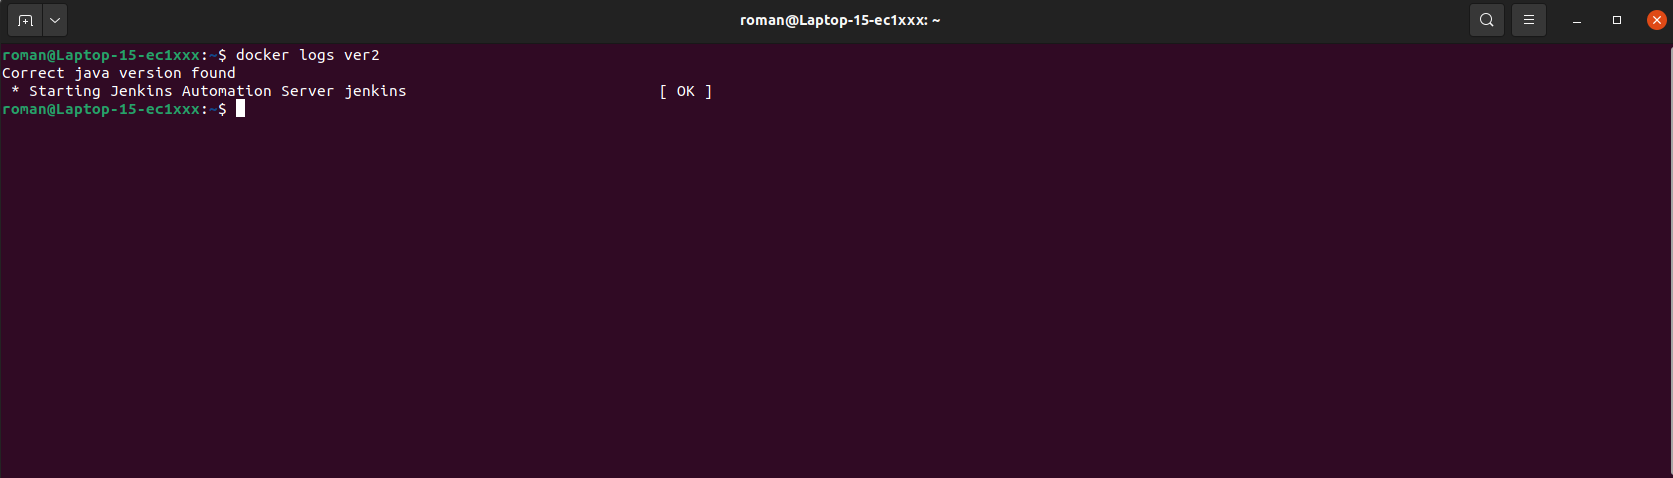 roman@Laptop-15-ec1xxx: ~
roman@Laptop-15-ec1xxx:~$ docker logs ver2
Correct java version found
 * Starting Jenkins Automation Server jenkins                            [ OK ]
roman@Laptop-15-ec1xxx:~$